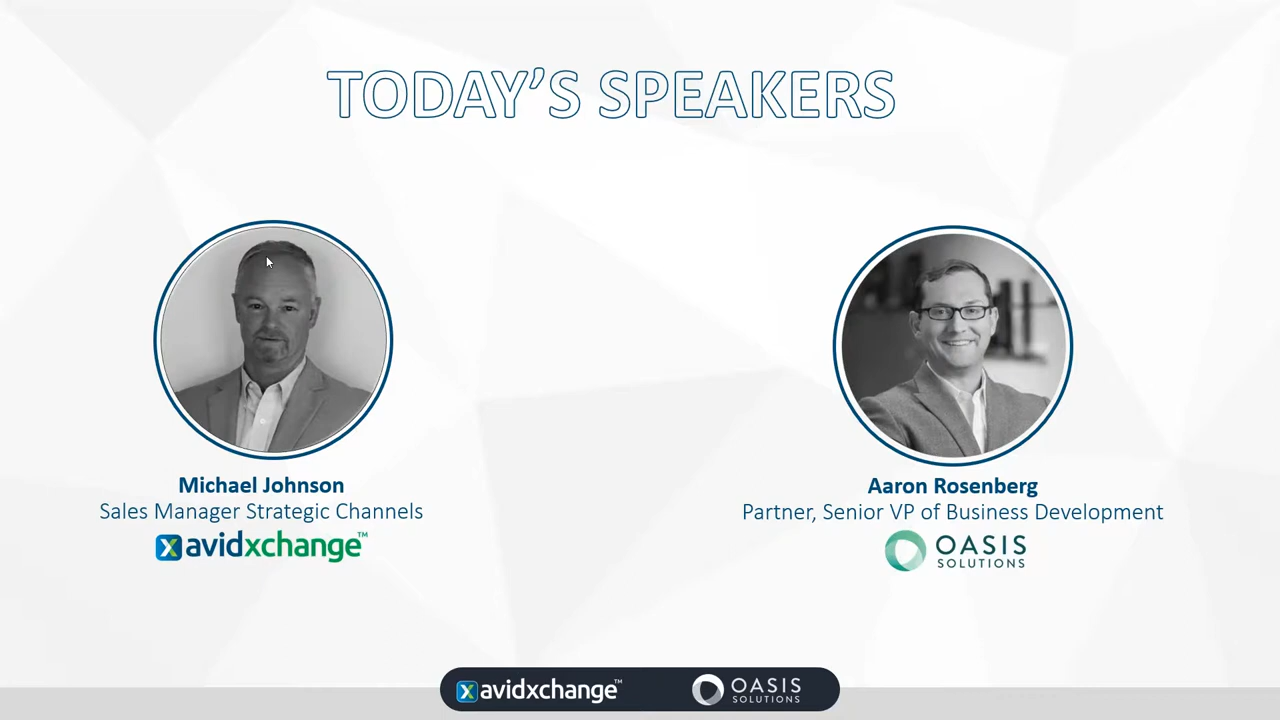 TODAY'S SPEAKERS
Michael Johnson
Sales Manager Strategic Channels
avidxchange™
Aaron Rosenberg
Partner, Senior VP of Business Development
OASIS
SOLUTIONS
avidxchange™
OASIS
SOLUTIONS